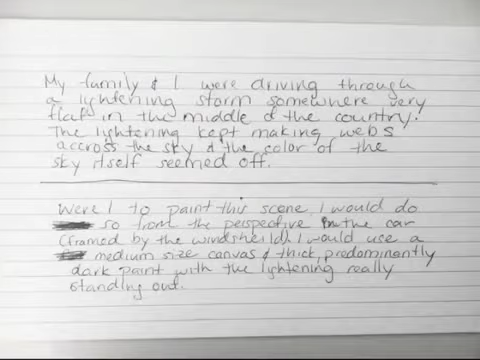 My family & I were driving through
a lightening storm somewhere very
flat in the middle of the country.
The lightening kept making webs
accross the sky & the color of the
sky itself seemed off.
Were I to paint this scene, I would do
so from the perspective in the car
(framed by the windshield). I would use a
medium size canvas & thick, predominantly
dark paint with the lightening really
standing out.